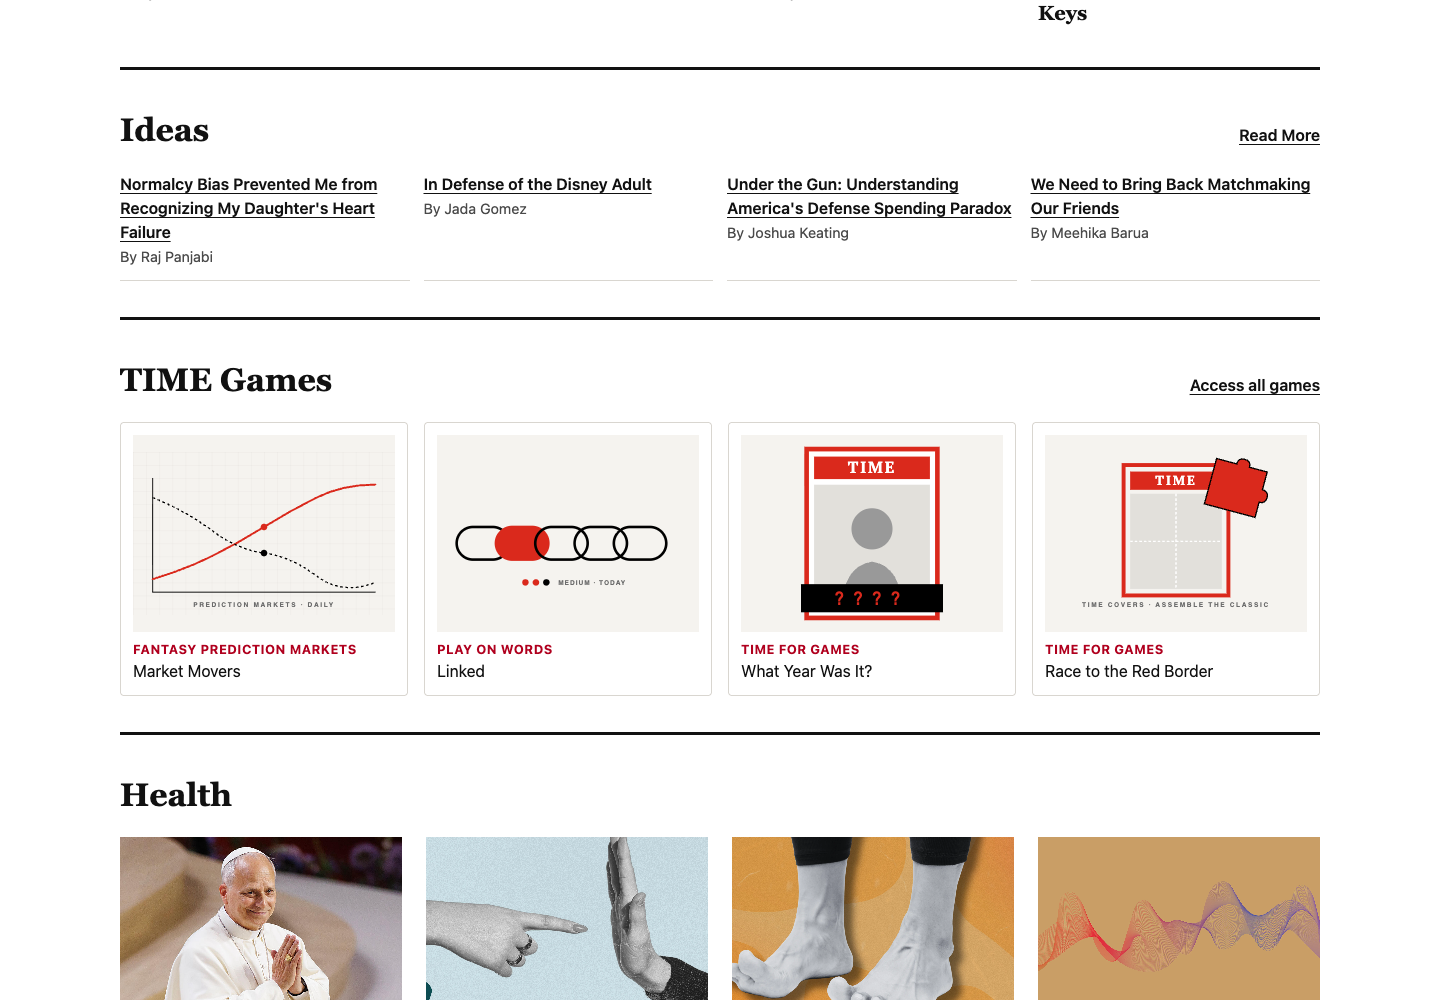 Keys
Ideas
Read More
Normalcy Bias Prevented Me from
Recognizing My Daughter's Heart
Failure
By Raj Panjabi
In Defense of the Disney Adult
By Jada Gomez
Under the Gun: Understanding
America's Defense Spending Paradox
By Joshua Keating
We Need to Bring Back Matchmaking
Our Friends
By Meehika Barua
TIME Games
Access all games
PREDICTION MARKETS · DAILY
FANTASY PREDICTION MARKETS
Market Movers
MEDIUM · TODAY
PLAY ON WORDS
Linked
TIME
? ? ? ?
TIME FOR GAMES
What Year Was It?
TIME
TIME COVERS · ASSEMBLE THE CLASSIC
TIME FOR GAMES
Race to the Red Border
Health